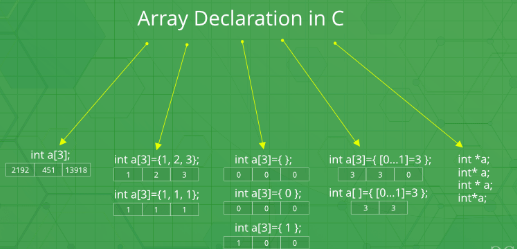 Array Declaration in C
int a[3];
2192 451 13918
int a[3]={1, 2, 3};
1 2 3
int a[3]={1, 1, 1};
1 1 1
int a[3]={ };
0 0 0
int a[3]={ 0 };
0 0 0
int a[3]={ 1 };
1 0 0
int a[3]={ [0...1]=3 };
3 3 0
int a[ ]={ [0...1]=3 };
3 3
int *a;
int* a;
int * a;
int*a;